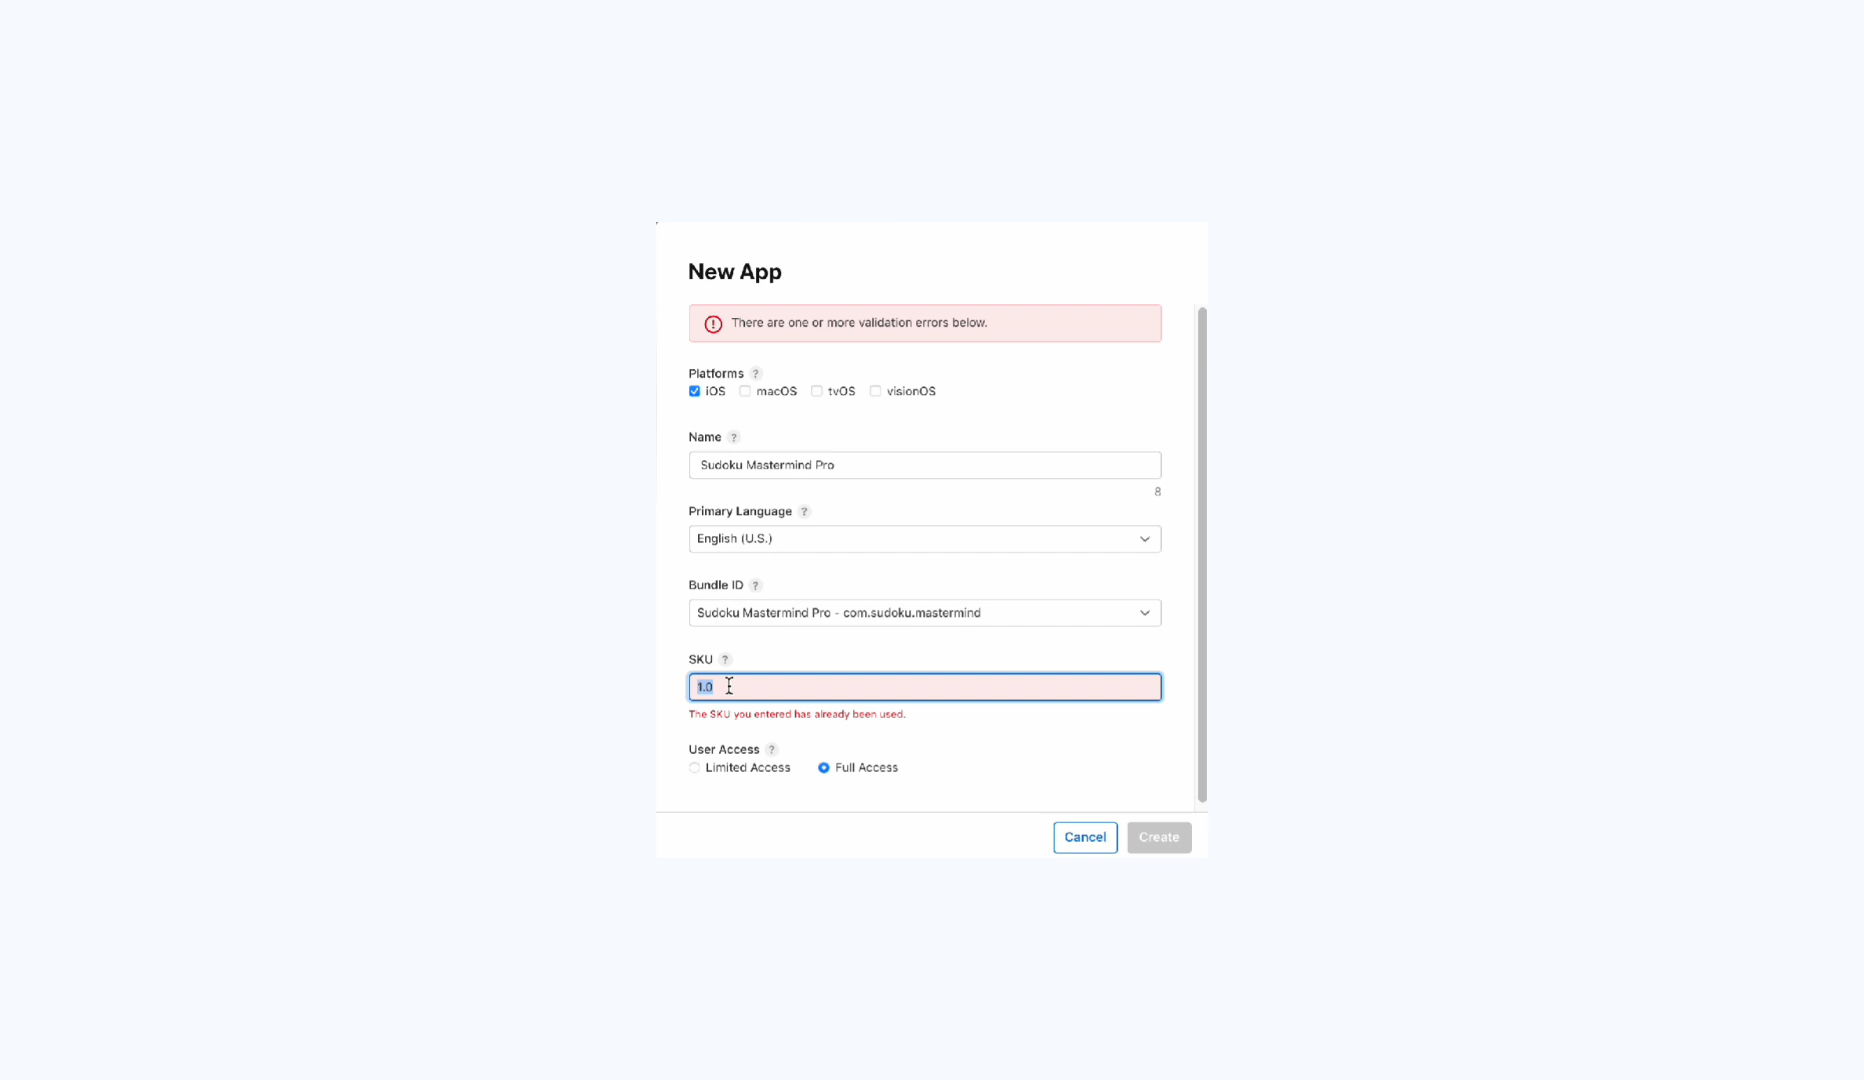 New App
There are one or more validation errors below.
Platforms ?
iOS macOS tvOS visionOS
Name ?
Sudoku Mastermind Pro
8
Primary Language ?
English (U.S.)
Bundle ID ?
Sudoku Mastermind Pro - com.sudoku.mastermind
SKU ?
1.0
The SKU you entered has already been used.
User Access ?
Limited Access Full Access
Cancel Create